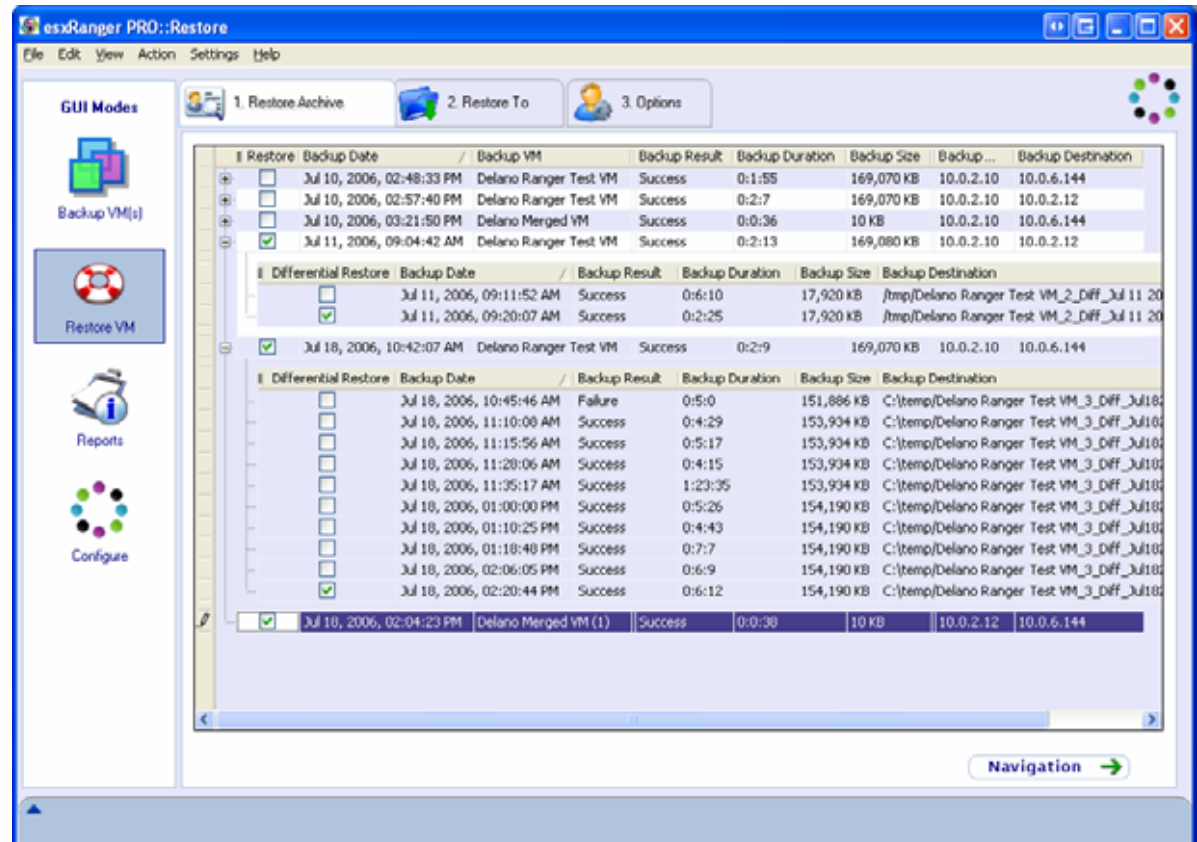 esxRanger PRO::Restore
File Edit View Action Settings Help
GUI Modes
Backup VM(s)
Restore VM
Reports
Configure
1. Restore Archive 2. Restore To 3. Options
Restore Backup Date Backup VM Backup Result Backup Duration Backup Size Backup... Backup Destination
Jul 10, 2006, 02:48:33 PM Delano Ranger Test VM Success 0:1:55 169,070 KB 10.0.2.10 10.0.6.144
Jul 10, 2006, 02:57:40 PM Delano Ranger Test VM Success 0:2:7 169,070 KB 10.0.2.10 10.0.2.12
Jul 10, 2006, 03:21:50 PM Delano Merged VM Success 0:0:36 10 KB 10.0.2.10 10.0.6.144
Jul 11, 2006, 09:04:42 AM Delano Ranger Test VM Success 0:2:13 169,080 KB 10.0.2.10 10.0.2.12
Differential Restore Backup Date Backup Result Backup Duration Backup Size Backup Destination
Jul 11, 2006, 09:11:52 AM Success 0:6:10 17,920 KB /tmp/Delano Ranger Test VM_2_Diff_Jul 11 20
Jul 11, 2006, 09:20:07 AM Success 0:2:25 17,920 KB /tmp/Delano Ranger Test VM_2_Diff_Jul 11 20
Jul 18, 2006, 10:42:07 AM Delano Ranger Test VM Success 0:2:9 169,070 KB 10.0.2.10 10.0.6.144
Differential Restore Backup Date Backup Result Backup Duration Backup Size Backup Destination
Jul 18, 2006, 10:45:46 AM Failure 0:5:0 151,886 KB C:\temp/Delano Ranger Test VM_3_Diff_Jul182
Jul 18, 2006, 11:10:08 AM Success 0:4:29 153,934 KB C:\temp/Delano Ranger Test VM_3_Diff_Jul182
Jul 18, 2006, 11:15:56 AM Success 0:5:17 153,934 KB C:\temp/Delano Ranger Test VM_3_Diff_Jul182
Jul 18, 2006, 11:28:06 AM Success 0:4:15 153,934 KB C:\temp/Delano Ranger Test VM_3_Diff_Jul182
Jul 18, 2006, 11:35:17 AM Success 1:23:35 153,934 KB C:\temp/Delano Ranger Test VM_3_Diff_Jul182
Jul 18, 2006, 01:00:00 PM Success 0:5:26 154,190 KB C:\temp/Delano Ranger Test VM_3_Diff_Jul182
Jul 18, 2006, 01:10:25 PM Success 0:4:43 154,190 KB C:\temp/Delano Ranger Test VM_3_Diff_Jul182
Jul 18, 2006, 01:18:48 PM Success 0:7:7 154,190 KB C:\temp/Delano Ranger Test VM_3_Diff_Jul182
Jul 18, 2006, 02:06:05 PM Success 0:6:9 154,190 KB C:\temp/Delano Ranger Test VM_3_Diff_Jul182
Jul 18, 2006, 02:20:44 PM Success 0:6:12 154,190 KB C:\temp/Delano Ranger Test VM_3_Diff_Jul182
Jul 18, 2006, 02:04:23 PM Delano Merged VM (1) Success 0:0:38 10 KB 10.0.2.12 10.0.6.144
Navigation